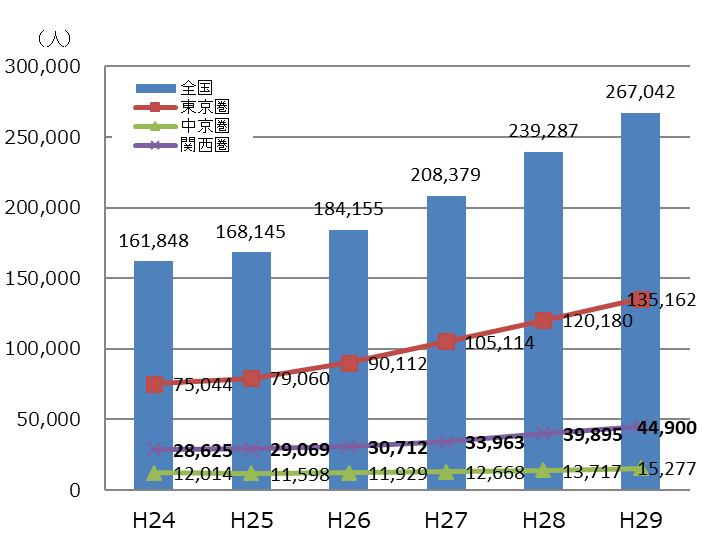 （人）
300,000
250,000
200,000
150,000
100,000
50,000
0
全国
東京圏
中京圏
関西圏
161,848
168,145
184,155
208,379
239,287
267,042
75,044
79,060
90,112
105,114
120,180
135,162
28,625
29,069
30,712
33,963
39,895
44,900
12,014
11,598
11,929
12,668
13,717
15,277
H24
H25
H26
H27
H28
H29